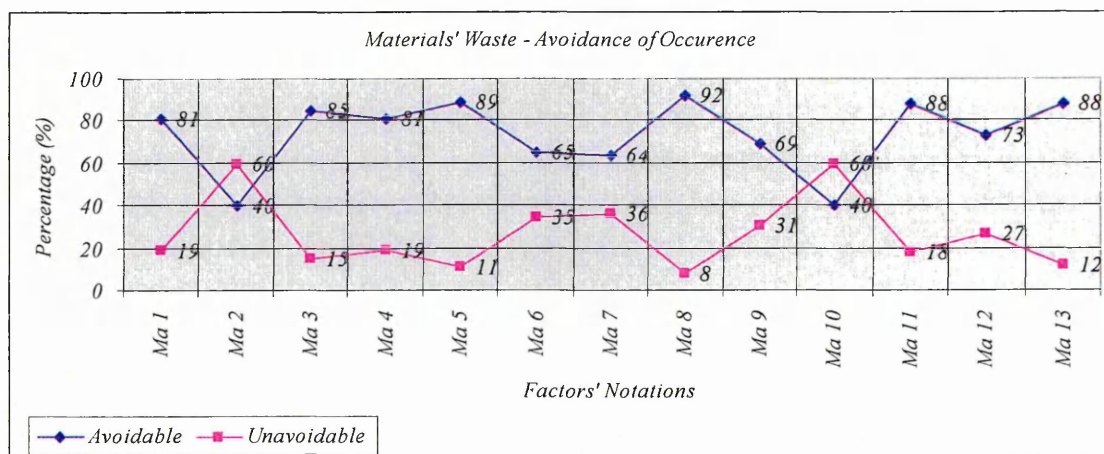 Materials' Waste - Avoidance of Occurence
Percentage (%)
100
80
60
40
20
0
81 40 85 81 89 65 64 92 69 40 88 73 88
19 60 15 19 11 35 36 8 31 60 18 27 12
Ma 1 Ma 2 Ma 3 Ma 4 Ma 5 Ma 6 Ma 7 Ma 8 Ma 9 Ma 10 Ma 11 Ma 12 Ma 13
Factors' Notations
Avoidable Unavoidable